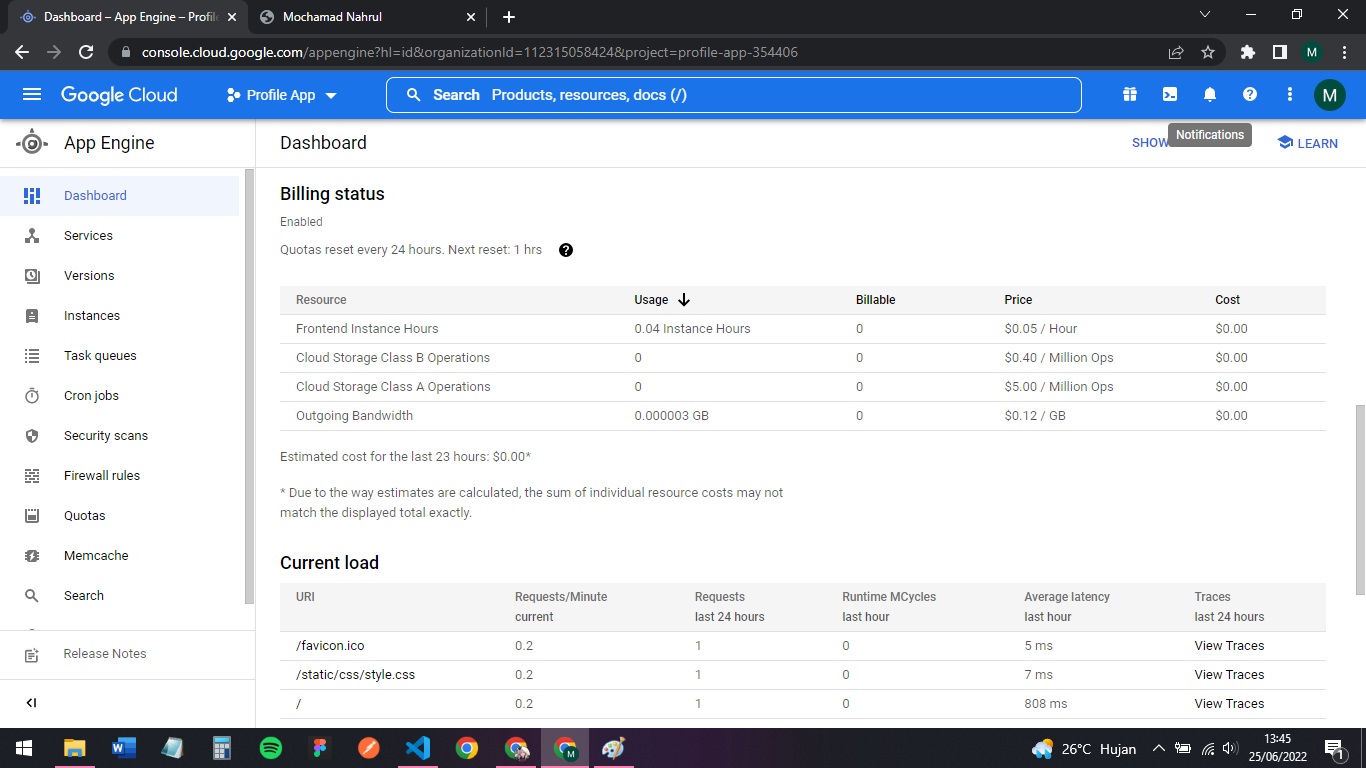 Dashboard – App Engine – Profil
Mochamad Nahrul
console.cloud.google.com/appengine?hl=id&organizationId=112315058424&project=profile-app-354406
M
Google Cloud
Profile App
Search Products, resources, docs (/)
M
App Engine
Dashboard
SHOW
Notifications
LEARN
Dashboard
Services
Versions
Instances
Task queues
Cron jobs
Security scans
Firewall rules
Quotas
Memcache
Search
Release Notes
Billing status
Enabled
Quotas reset every 24 hours. Next reset: 1 hrs
Resource Usage Billable Price Cost
Frontend Instance Hours 0.04 Instance Hours 0 $0.05 / Hour $0.00
Cloud Storage Class B Operations 0 0 $0.40 / Million Ops $0.00
Cloud Storage Class A Operations 0 0 $5.00 / Million Ops $0.00
Outgoing Bandwidth 0.000003 GB 0 $0.12 / GB $0.00
Estimated cost for the last 23 hours: $0.00*
* Due to the way estimates are calculated, the sum of individual resource costs may not
match the displayed total exactly.
Current load
URI Requests/Minute Requests Runtime MCycles Average latency Traces
current last 24 hours last hour last hour last 24 hours
/favicon.ico 0.2 1 0 5 ms View Traces
/static/css/style.css 0.2 1 0 7 ms View Traces
/ 0.2 1 0 808 ms View Traces
26°C Hujan
13:45
25/06/2022
1